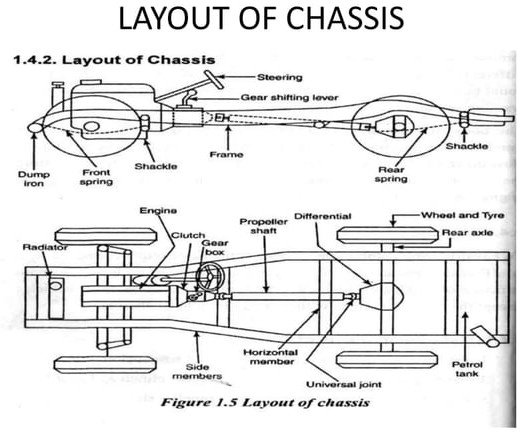 LAYOUT OF CHASSIS
1.4.2. Layout of Chassis
Steering
Gear shifting lever
Frame
Shackle
Front
spring
Dump
iron
Rear
spring
Shackle
Engine
Clutch
Gear
box
Propeller
shaft
Differential
Wheel and Tyre
Rear axle
Radiator
Side
members
Horizontal
member
Universal joint
Petrol
tank
Figure 1.5 Layout of chassis